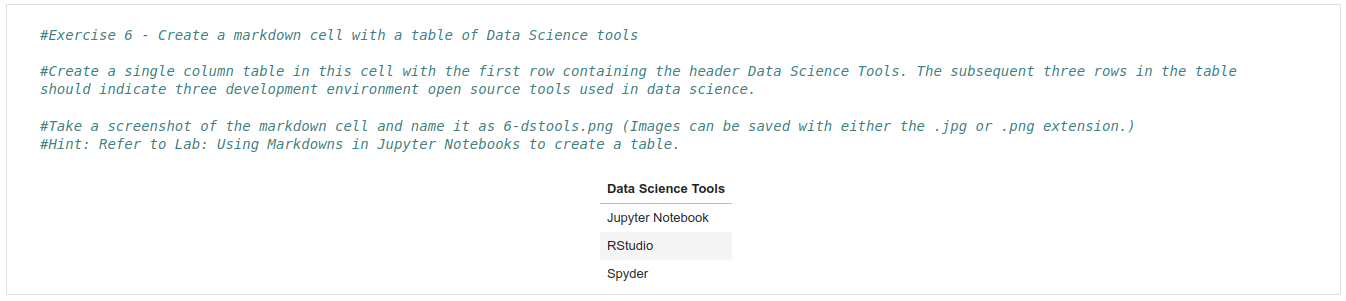 #Exercise 6 - Create a markdown cell with a table of Data Science tools
#Create a single column table in this cell with the first row containing the header Data Science Tools. The subsequent three rows in the table
should indicate three development environment open source tools used in data science.
#Take a screenshot of the markdown cell and name it as 6-dstools.png (Images can be saved with either the .jpg or .png extension.)
#Hint: Refer to Lab: Using Markdowns in Jupyter Notebooks to create a table.
Data Science Tools
Jupyter Notebook
RStudio
Spyder